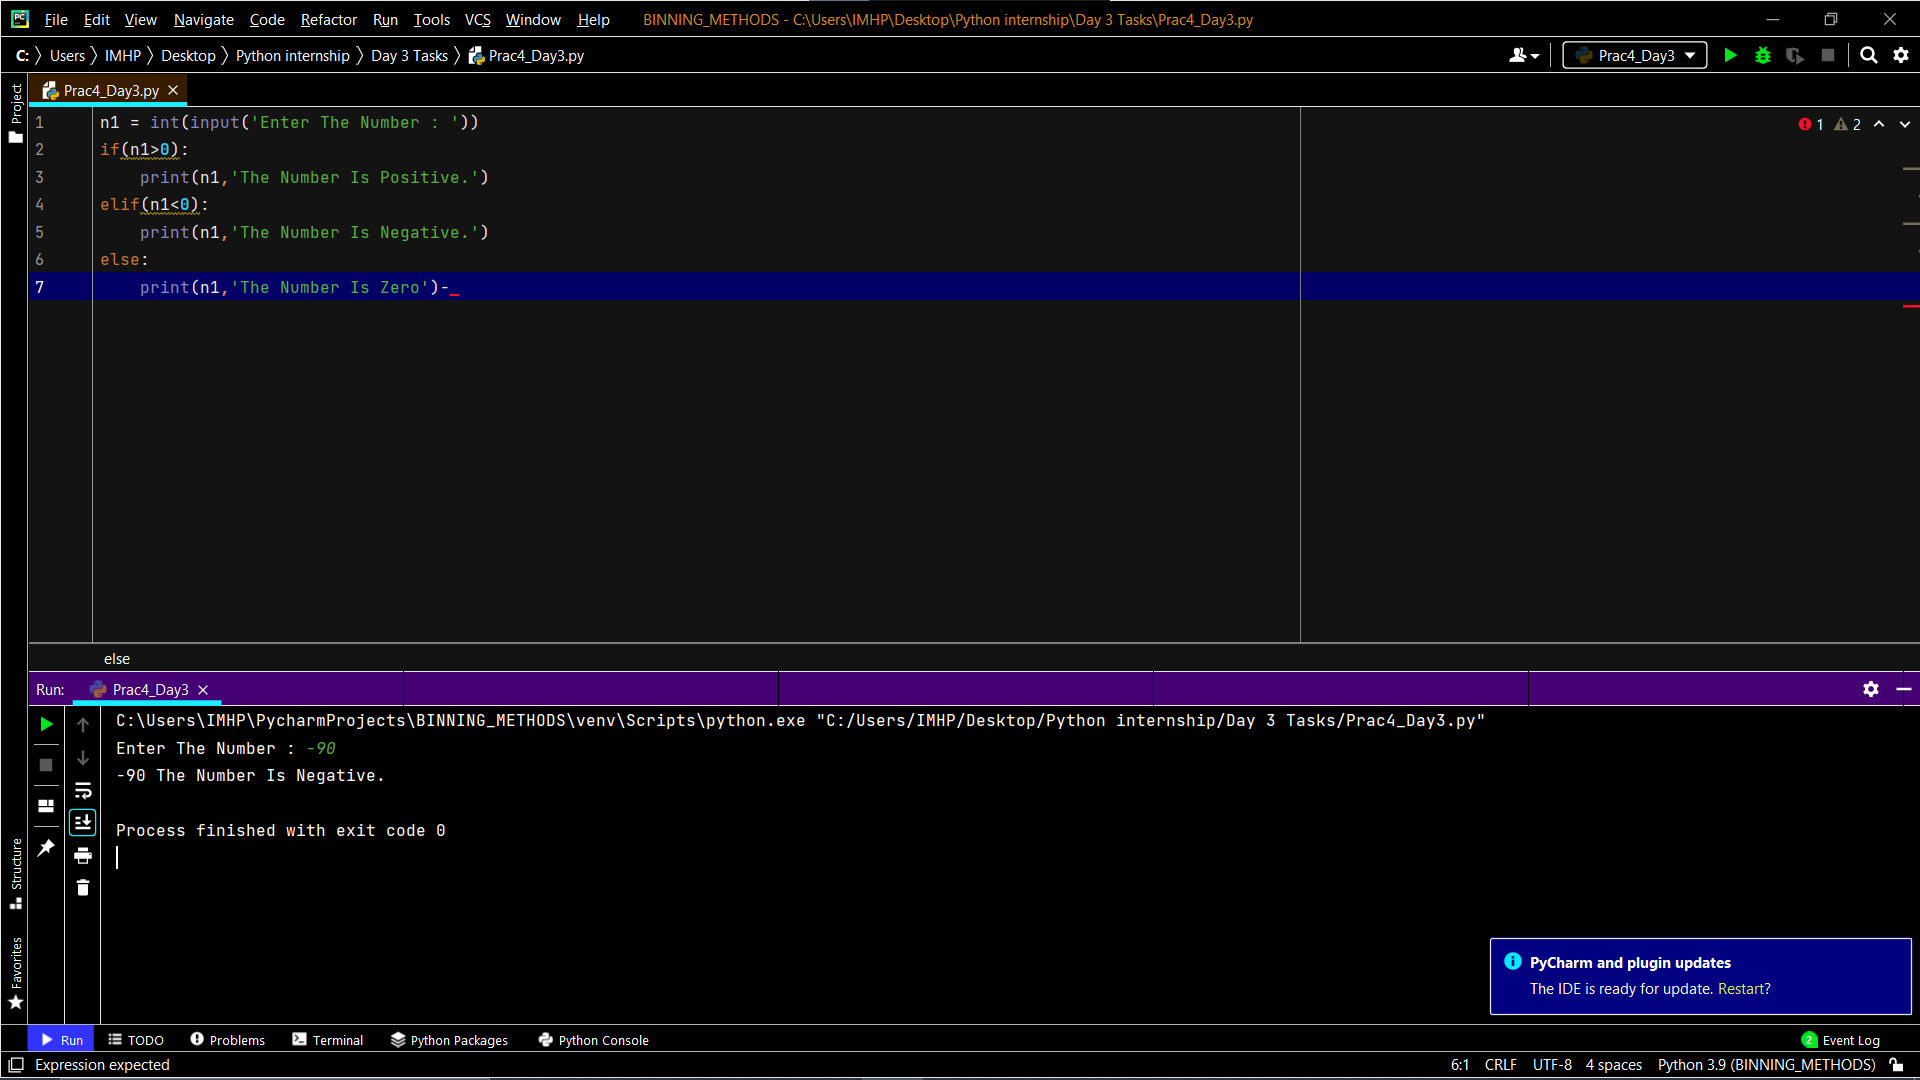 File Edit View Navigate Code Refactor Run Tools VCS Window Help BINNING_METHODS - C:\Users\IMHP\Desktop\Python internship\Day 3 Tasks\Prac4_Day3.py
C: Users IMHP Desktop Python internship Day 3 Tasks Prac4_Day3.py Prac4_Day3
Project
Prac4_Day3.py
1 n1 = int(input('Enter The Number : ')) 1 2
2 if(n1>0):
3 print(n1,'The Number Is Positive.')
4 elif(n1<0):
5 print(n1,'The Number Is Negative.')
6 else:
7 print(n1,'The Number Is Zero')-
else
Run: Prac4_Day3
C:\Users\IMHP\PycharmProjects\BINNING_METHODS\venv\Scripts\python.exe "C:/Users/IMHP/Desktop/Python internship/Day 3 Tasks/Prac4_Day3.py"
Enter The Number : -90
-90 The Number Is Negative.
Process finished with exit code 0
Structure
Favorites
PyCharm and plugin updates
The IDE is ready for update. Restart?
Run TODO Problems Terminal Python Packages Python Console 2 Event Log
Expression expected 6:1 CRLF UTF-8 4 spaces Python 3.9 (BINNING_METHODS)